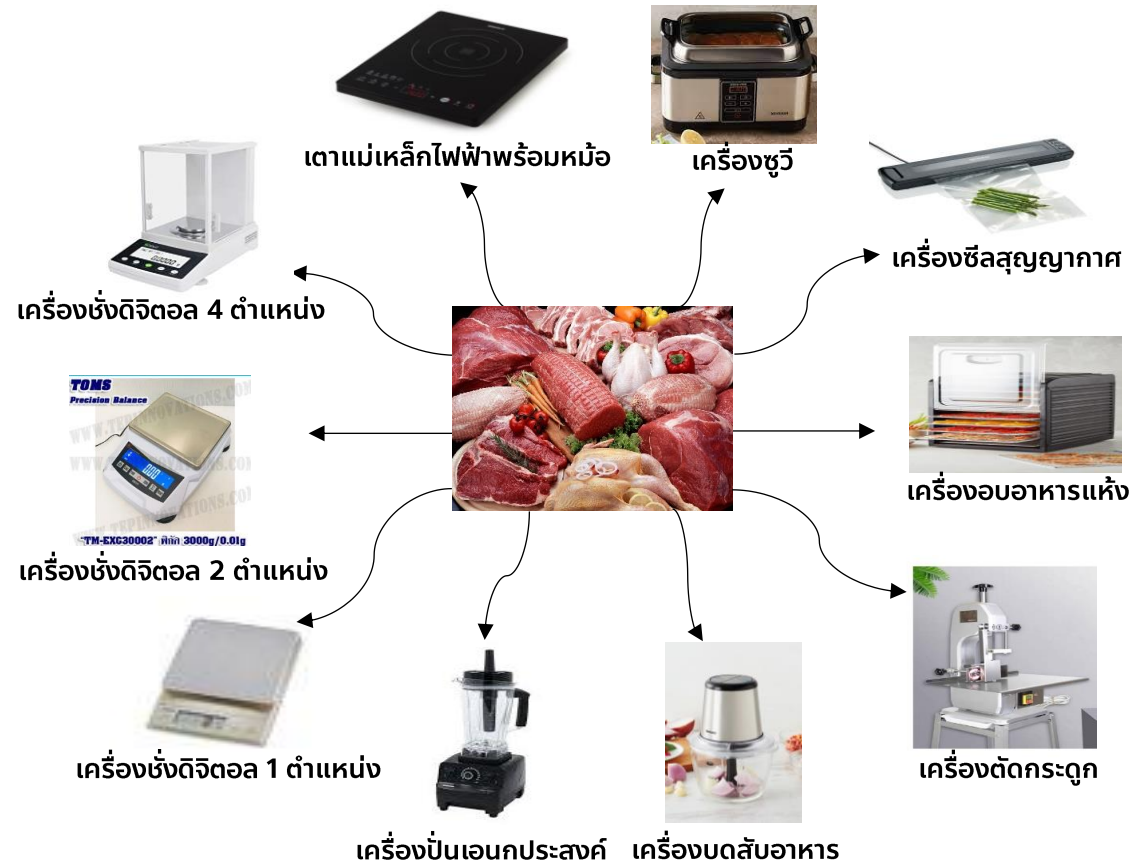 เตาแม่เหล็กไฟฟ้าพร้อมหม้อ
เครื่องซูวี
เครื่องซีลสุญญากาศ
เครื่องชั่งดิจิตอล 4 ตำแหน่ง
TOMS
Precision Balance
"TM-EXG30002" พิกัด 3000g/0.01g
เครื่องชั่งดิจิตอล 2 ตำแหน่ง
เครื่องอบอาหารแห้ง
เครื่องชั่งดิจิตอล 1 ตำแหน่ง
เครื่องตัดกระดูก
เครื่องปั่นเอนกประสงค์
เครื่องบดสับอาหาร